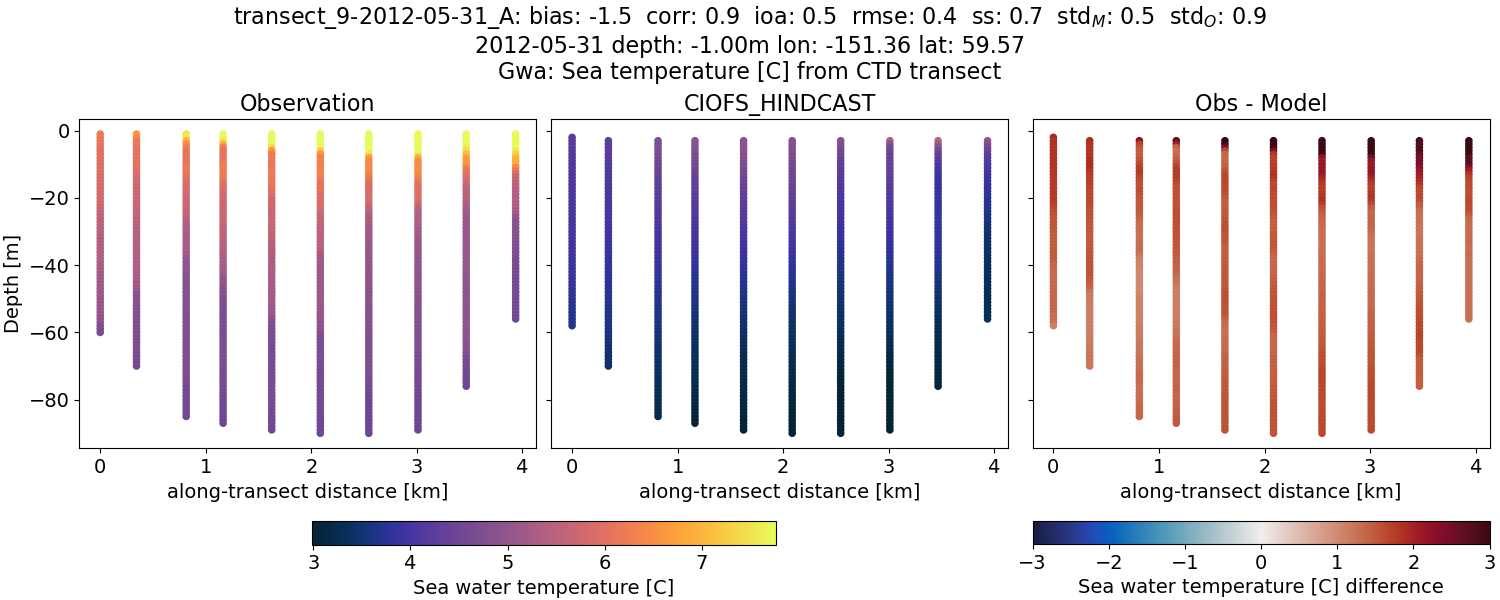 transect_9-2012-05-31_A: bias: -1.5  corr: 0.9  ioa: 0.5  rmse: 0.4  ss: 0.7  std_M: 0.5  std_O: 0.9
2012-05-31 depth: -1.00m lon: -151.36 lat: 59.57
Gwa: Sea temperature [C] from CTD transect
Observation
CIOFS_HINDCAST
Obs - Model
Depth [m]
0
−20
−40
−60
−80
0 1 2 3 4
0 1 2 3 4
0 1 2 3 4
along-transect distance [km]
along-transect distance [km]
along-transect distance [km]
3 4 5 6 7
Sea water temperature [C]
−3 −2 −1 0 1 2 3
Sea water temperature [C] difference